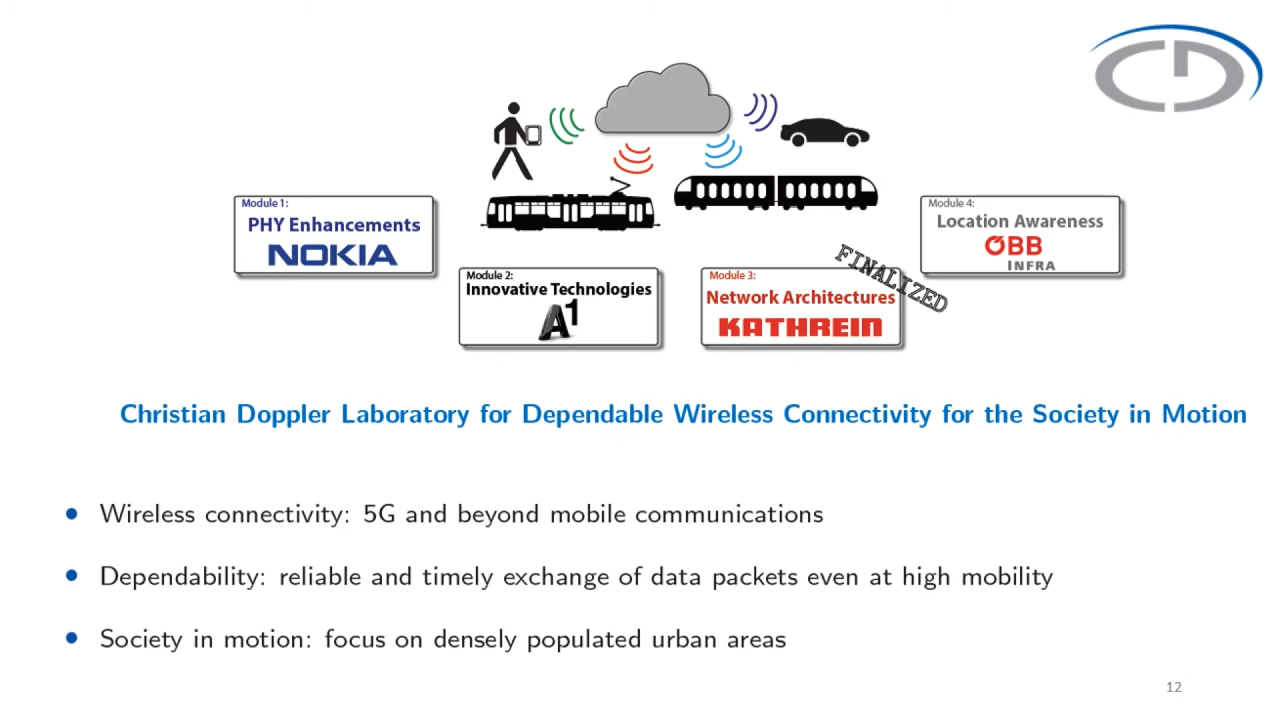 CD
Module 1:
PHY Enhancements
NOKIA
Module 2:
Innovative Technologies
A1
Module 3:
Network Architectures
KATHREIN
FINALIZED
Module 4:
Location Awareness
ÖBB
INFRA
Christian Doppler Laboratory for Dependable Wireless Connectivity for the Society in Motion
• Wireless connectivity: 5G and beyond mobile communications
• Dependability: reliable and timely exchange of data packets even at high mobility
• Society in motion: focus on densely populated urban areas
12